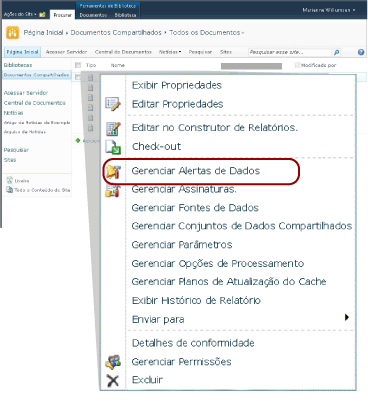 Ações do Site
Procurar
Ferramentas de Biblioteca
Documentos
Biblioteca
Página Inicial ▸ Documentos Compartilhados ▸ Todos os Documentos
Página Inicial
Acessar Servidor
Central de Documentos
Notícias
Pesquisar
Sites
Pesquisar esse site...
Bibliotecas
Documentos Compartilhados
Tipo
Nome
Modificado por
Acessar Servidor
Central de Documentos
Notícias
Artigo de Notícias de Exemplo
Arquivo de Notícias
Pesquisar
Sites
Lixeira
Todo o Conteúdo do Site
Exibir Propriedades
Editar Propriedades
Editar no Construtor de Relatórios.
Check-out
Gerenciar Alertas de Dados
Gerenciar Assinaturas.
Gerenciar Fontes de Dados
Gerenciar Conjuntos de Dados Compartilhados
Gerenciar Parâmetros
Gerenciar Opções de Processamento
Gerenciar Planos de Atualização do Cache
Exibir Histórico de Relatório
Enviar para
Detalhes de conformidade
Gerenciar Permissões
Excluir